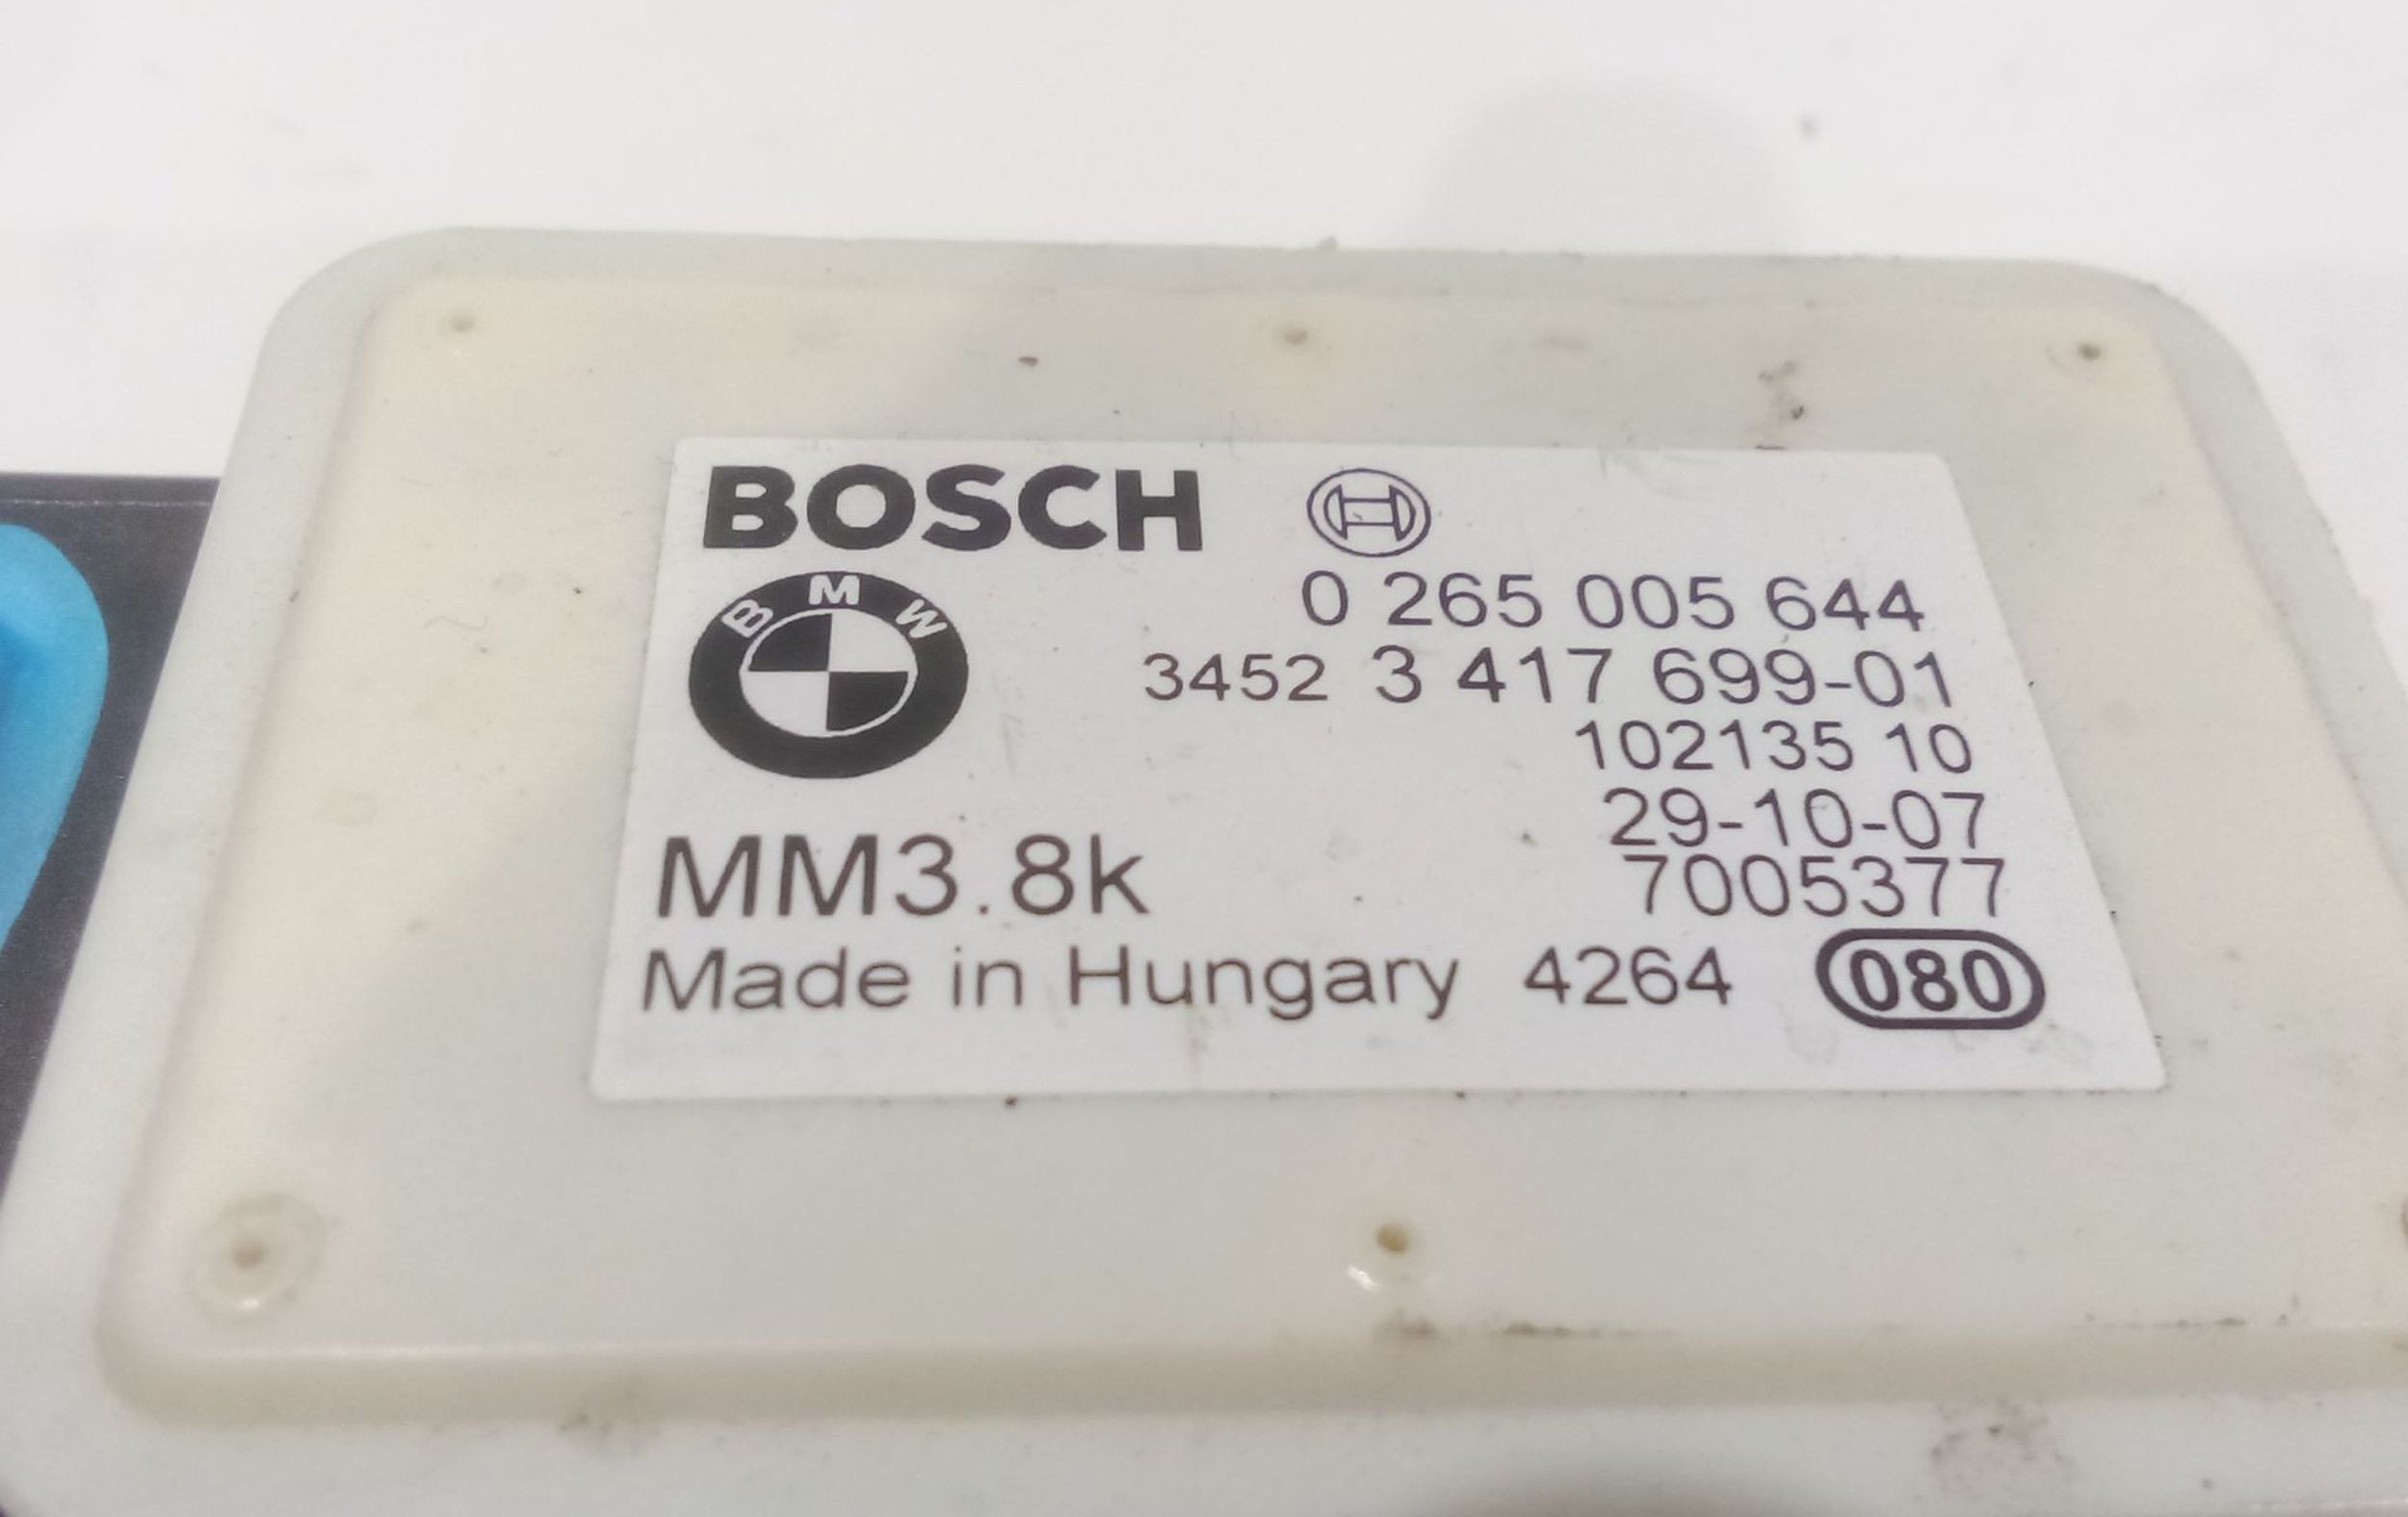 BOSCH
BMW
0 265 005 644
3452 3 417 699-01
102135 10
29-10-07
MM3.8k
7005377
Made in Hungary 4264 080